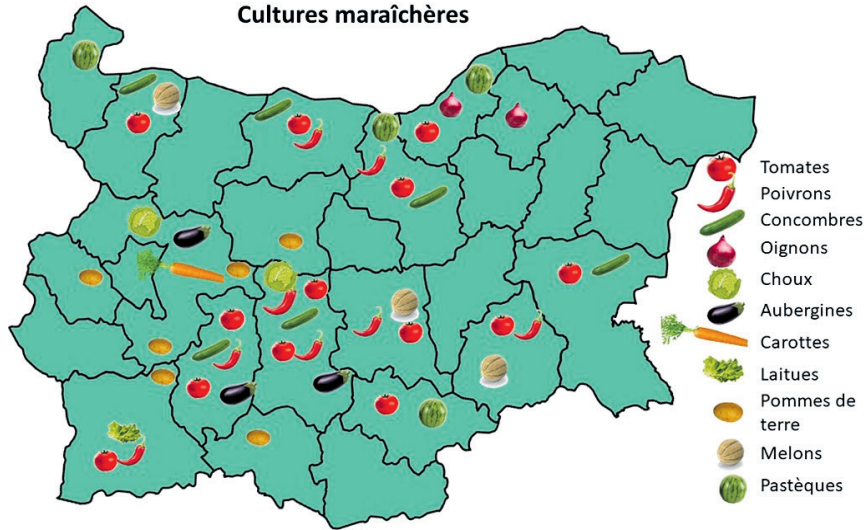 Cultures maraîchères
Tomates
Poivrons
Concombres
Oignons
Choux
Aubergines
Carottes
Laitues
Pommes de
terre
Melons
Pastèques